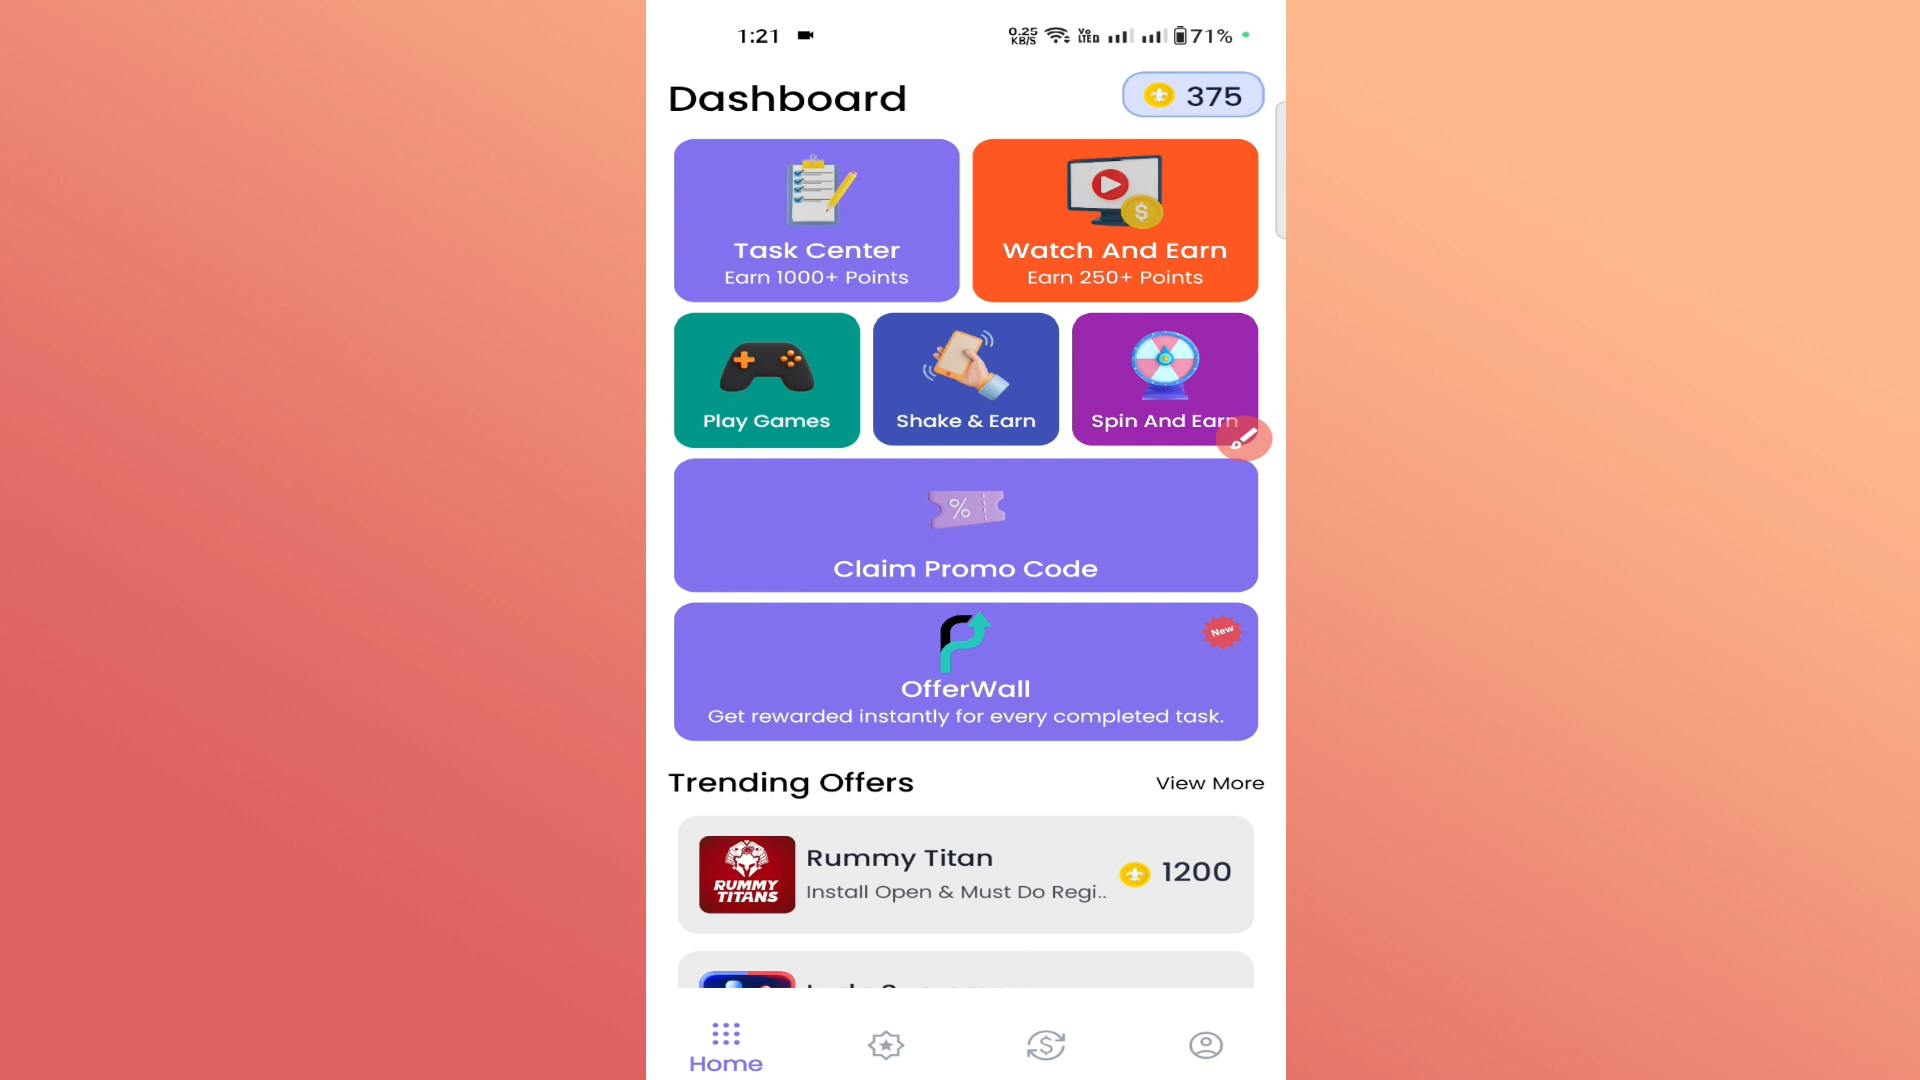 1:21
0.25 KB/S
Vo LTE
71%
Dashboard
375
Task Center
Earn 1000+ Points
Watch And Earn
Earn 250+ Points
Play Games
Shake & Earn
Spin And Earn
%
Claim Promo Code
New
OfferWall
Get rewarded instantly for every completed task.
Trending Offers
View More
RUMMY
TITANS
Rummy Titan
Install Open & Must Do Regi..
1200
Home